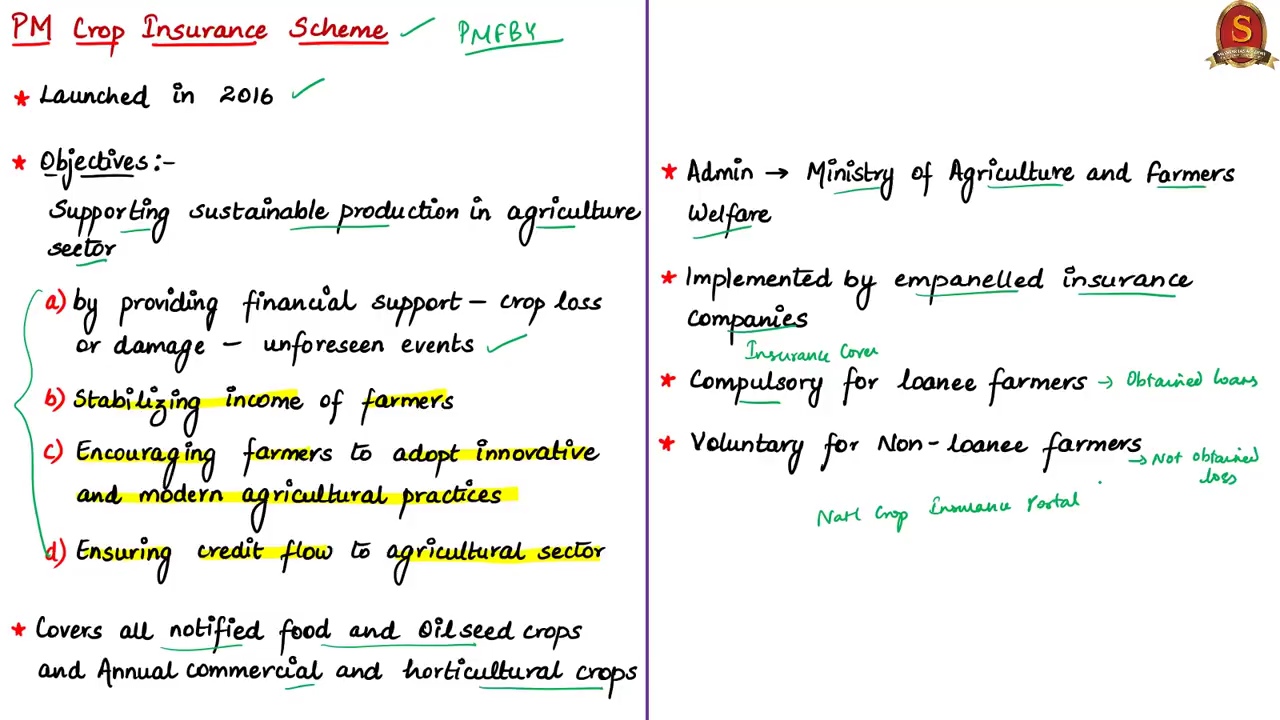 PM Crop Insurance Scheme PMFBY
* Launched in 2016
* Objectives:-
Supporting sustainable production in agriculture
sector
a) by providing financial support - crop loss
or damage - unforeseen events
b) Stabilizing income of farmers
c) Encouraging farmers to adopt innovative
and modern agricultural practices
d) Ensuring credit flow to agricultural sector
* Covers all notified food and Oilseed crops
and Annual commercial and horticultural crops
S
* Admin → Ministry of Agriculture and Farmers
Welfare
* Implemented by empanelled insurance
companies
Insurance Cover
* Compulsory for loanee farmers → Obtained loans
* Voluntary for Non-loanee farmers
→ Not obtained
Natl Crop Insurance Portal